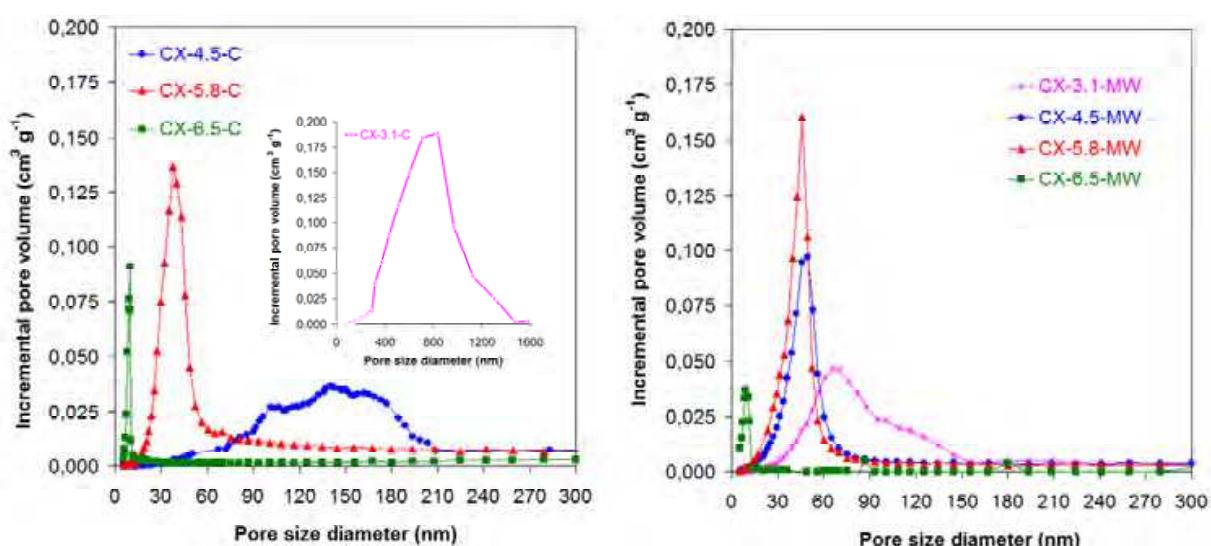 0,200
0,175
0,150
0,125
0,100
0,075
0,050
0,025
0,000
Incremental pore volume (cm³ g⁻¹)
CX-4.5-C
CX-5.8-C
CX-6.5-C
0 30 60 90 120 150 180 210 240 270 300
Pore size diameter (nm)
0,200
0,175
0,150
0,125
0,100
0,075
0,050
0,025
0,000
Incremental pore volume (cm³ g⁻¹)
CX-3.1-C
0 400 800 1200 1600
Pore size diameter (nm)
0,200
0,175
0,150
0,125
0,100
0,075
0,050
0,025
0,000
Incremental pore volume (cm³ g⁻¹)
CX-3.1-MW
CX-4.5-MW
CX-5.8-MW
CX-6.5-MW
0 30 60 90 120 150 180 210 240 270 300
Pore size diameter (nm)